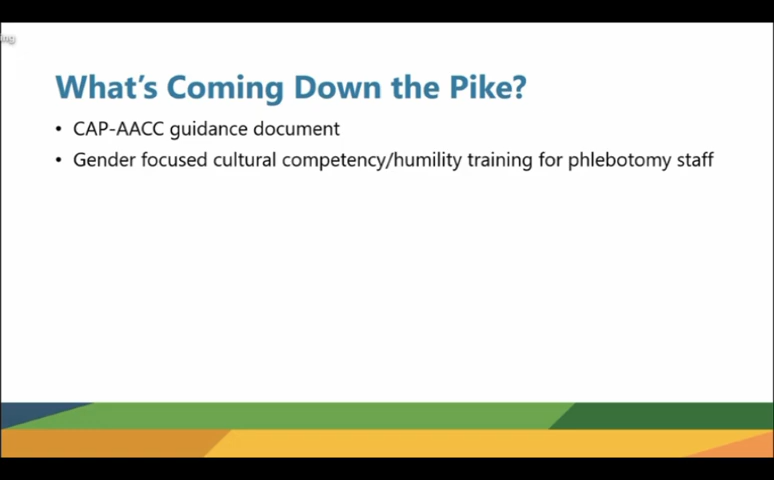 What's Coming Down the Pike?
• CAP-AACC guidance document
• Gender focused cultural competency/humility training for phlebotomy staff